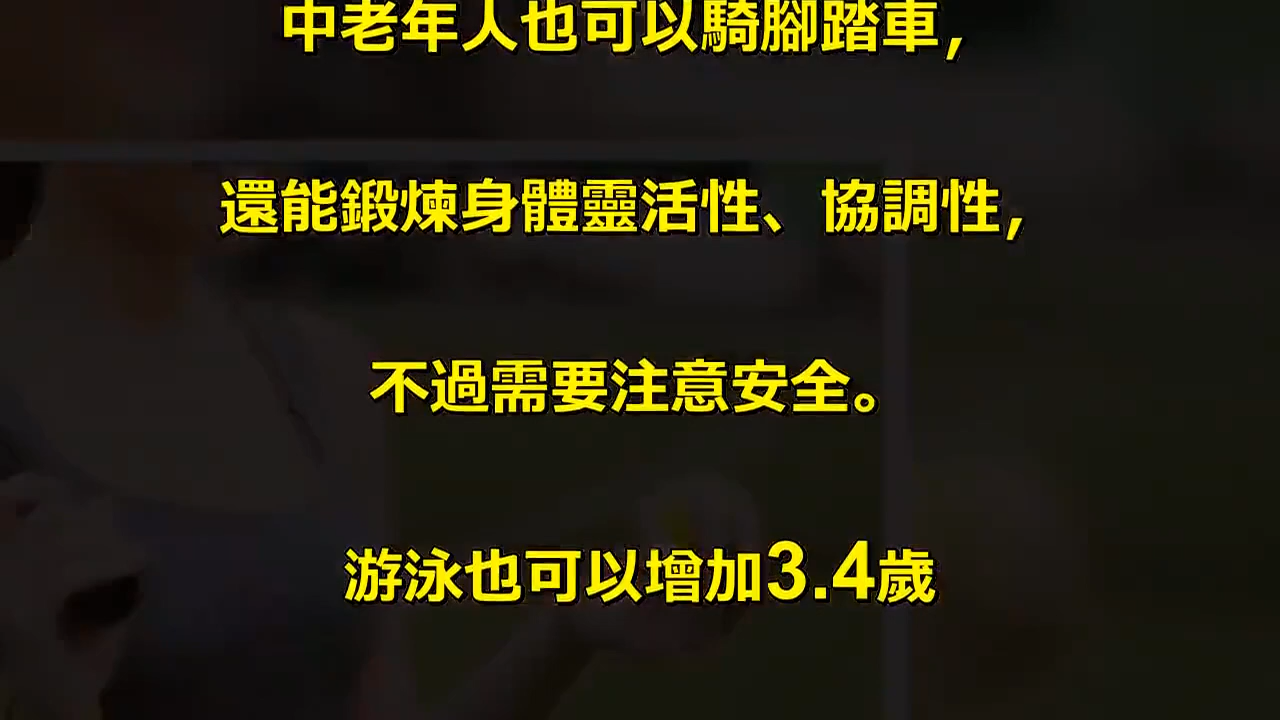 中老年人也可以騎腳踏車，
還能鍛煉身體靈活性、協調性，
不過需要注意安全。
游泳也可以增加3.4歲